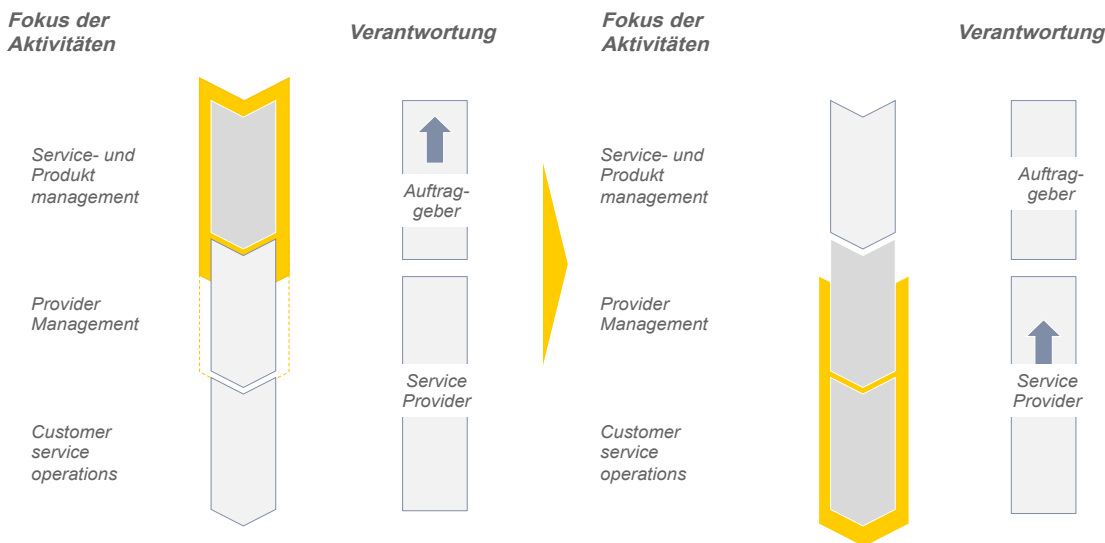 Fokus der
Aktivitäten
Verantwortung
Service- und
Produkt
management
Auftrag-
geber
Provider
Management
Service
Provider
Customer
service
operations
Fokus der
Aktivitäten
Verantwortung
Service- und
Produkt
management
Auftrag-
geber
Provider
Management
Service
Provider
Customer
service
operations